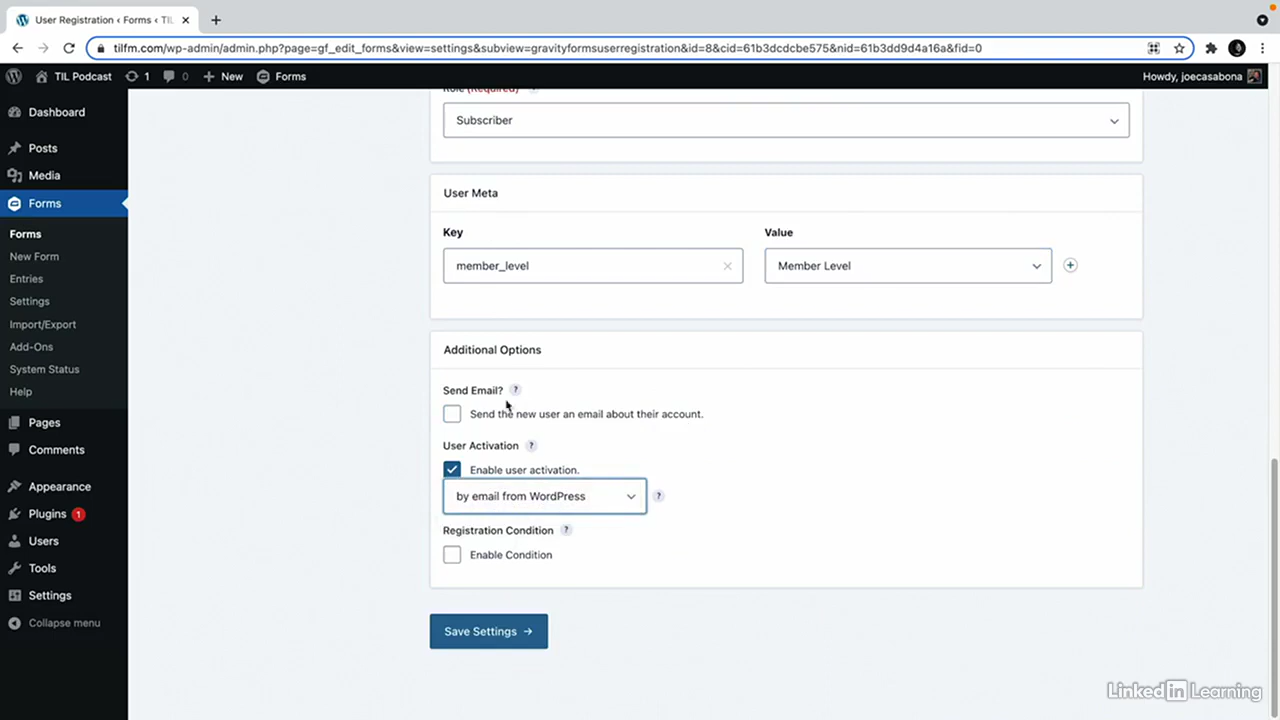 User Registration ‹ Forms ‹ TIL
tilfm.com/wp-admin/admin.php?page=gf_edit_forms&view=settings&subview=gravityformsuserregistration&id=8&cid=61b3dcdcbe575&nid=61b3dd9d4a16a&fid=0
TIL Podcast 1 0 New Forms Howdy, joecasabona
Dashboard
Posts
Media
Forms
Forms
New Form
Entries
Settings
Import/Export
Add-Ons
System Status
Help
Pages
Comments
Appearance
Plugins 1
Users
Tools
Settings
Collapse menu
Role (Required)
Subscriber
User Meta
Key Value
member_level Member Level
Additional Options
Send Email? ?
Send the new user an email about their account.
User Activation ?
Enable user activation.
by email from WordPress ?
Registration Condition ?
Enable Condition
Save Settings →
Linked in Learning